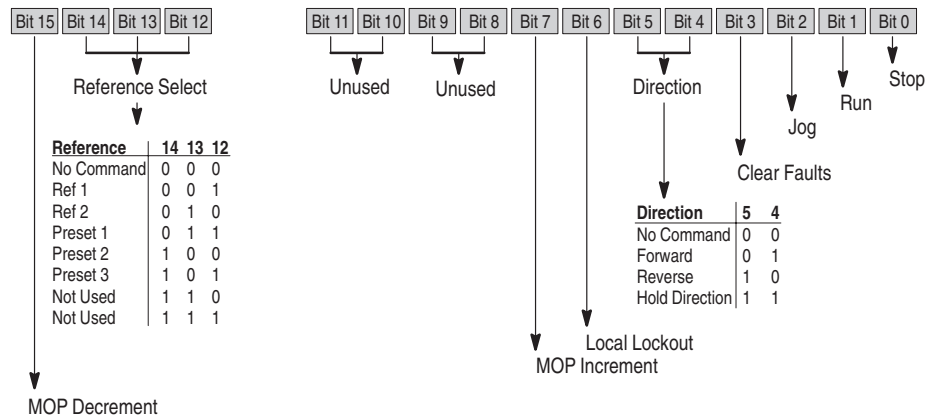 Bit 15 Bit 14 Bit 13 Bit 12 Bit 11 Bit 10 Bit 9 Bit 8 Bit 7 Bit 6 Bit 5 Bit 4 Bit 3 Bit 2 Bit 1 Bit 0
Reference Select
Unused
Unused
Direction
Stop
Run
Jog
Clear Faults
Reference 14 13 12
No Command 0 0 0
Ref 1 0 0 1
Ref 2 0 1 0
Preset 1 0 1 1
Preset 2 1 0 0
Preset 3 1 0 1
Not Used 1 1 0
Not Used 1 1 1
Direction 5 4
No Command 0 0
Forward 0 1
Reverse 1 0
Hold Direction 1 1
Local Lockout
MOP Increment
MOP Decrement